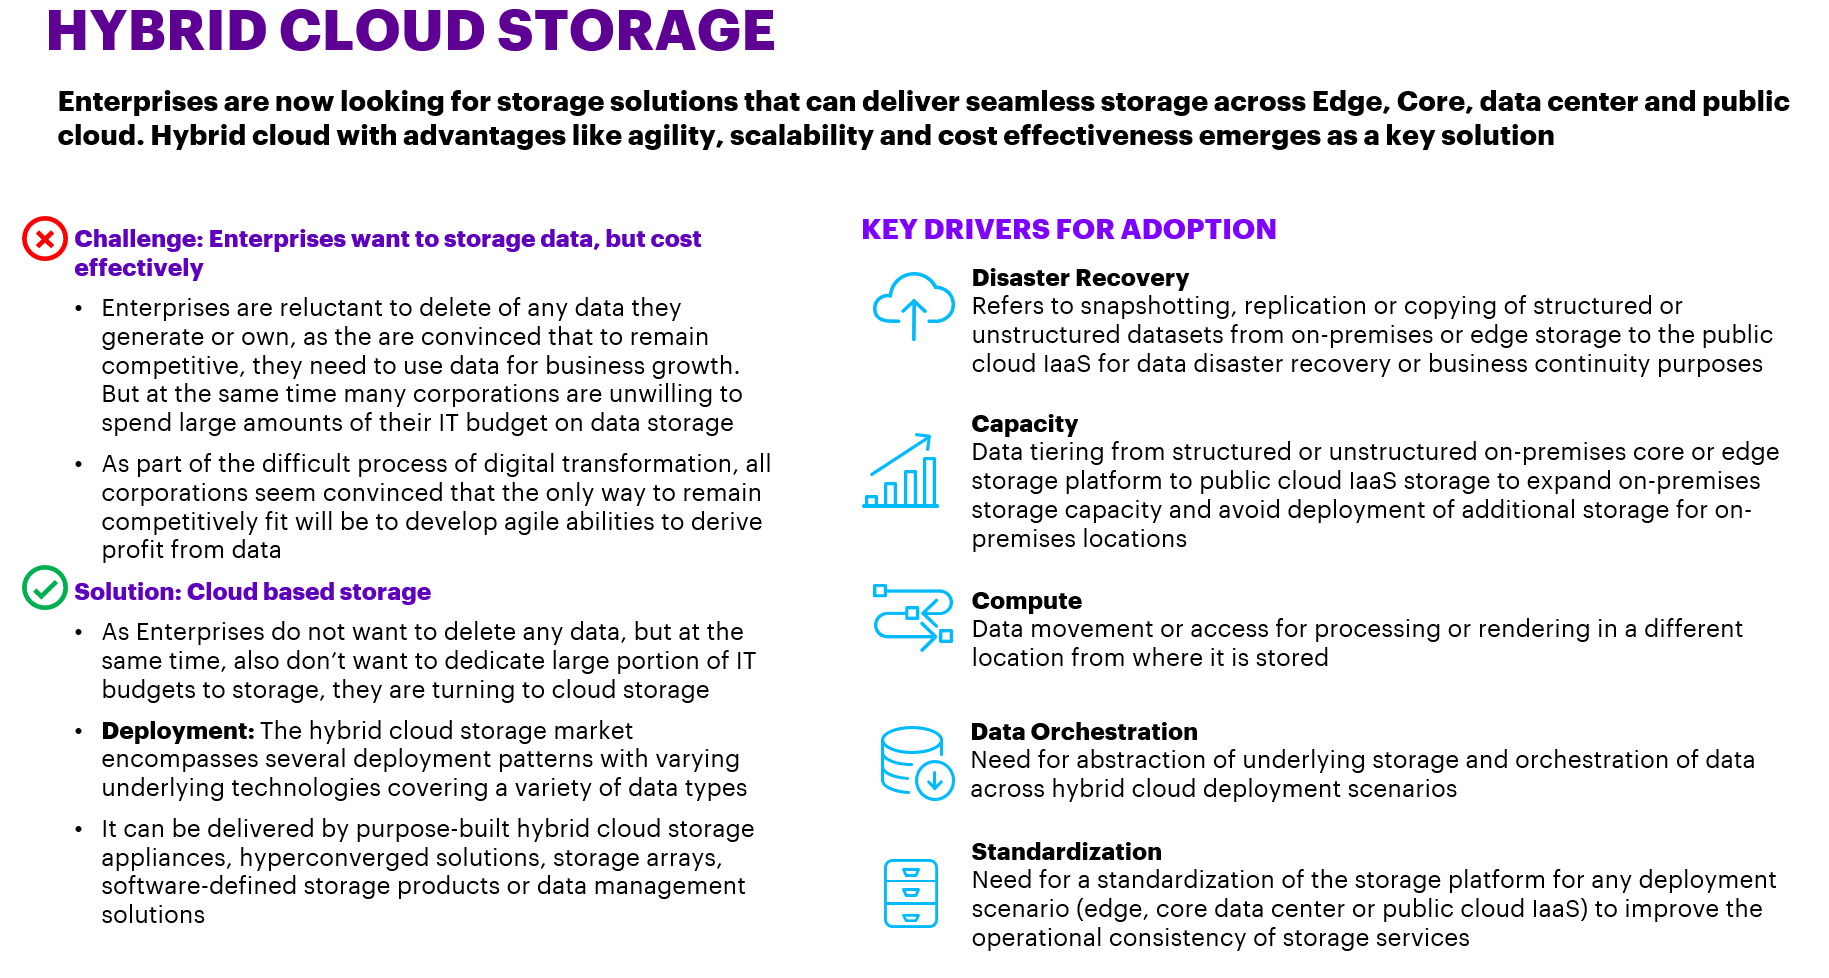 HYBRID CLOUD STORAGE
Enterprises are now looking for storage solutions that can deliver seamless storage across Edge, Core, data center and public
cloud. Hybrid cloud with advantages like agility, scalability and cost effectiveness emerges as a key solution
Challenge: Enterprises want to storage data, but cost
effectively
• Enterprises are reluctant to delete of any data they
generate or own, as the are convinced that to remain
competitive, they need to use data for business growth.
But at the same time many corporations are unwilling to
spend large amounts of their IT budget on data storage
• As part of the difficult process of digital transformation, all
corporations seem convinced that the only way to remain
competitively fit will be to develop agile abilities to derive
profit from data
Solution: Cloud based storage
• As Enterprises do not want to delete any data, but at the
same time, also don’t want to dedicate large portion of IT
budgets to storage, they are turning to cloud storage
• Deployment: The hybrid cloud storage market
encompasses several deployment patterns with varying
underlying technologies covering a variety of data types
• It can be delivered by purpose-built hybrid cloud storage
appliances, hyperconverged solutions, storage arrays,
software-defined storage products or data management
solutions
KEY DRIVERS FOR ADOPTION
Disaster Recovery
Refers to snapshotting, replication or copying of structured or
unstructured datasets from on-premises or edge storage to the public
cloud IaaS for data disaster recovery or business continuity purposes
Capacity
Data tiering from structured or unstructured on-premises core or edge
storage platform to public cloud IaaS storage to expand on-premises
storage capacity and avoid deployment of additional storage for on-
premises locations
Compute
Data movement or access for processing or rendering in a different
location from where it is stored
Data Orchestration
Need for abstraction of underlying storage and orchestration of data
across hybrid cloud deployment scenarios
Standardization
Need for a standardization of the storage platform for any deployment
scenario (edge, core data center or public cloud IaaS) to improve the
operational consistency of storage services